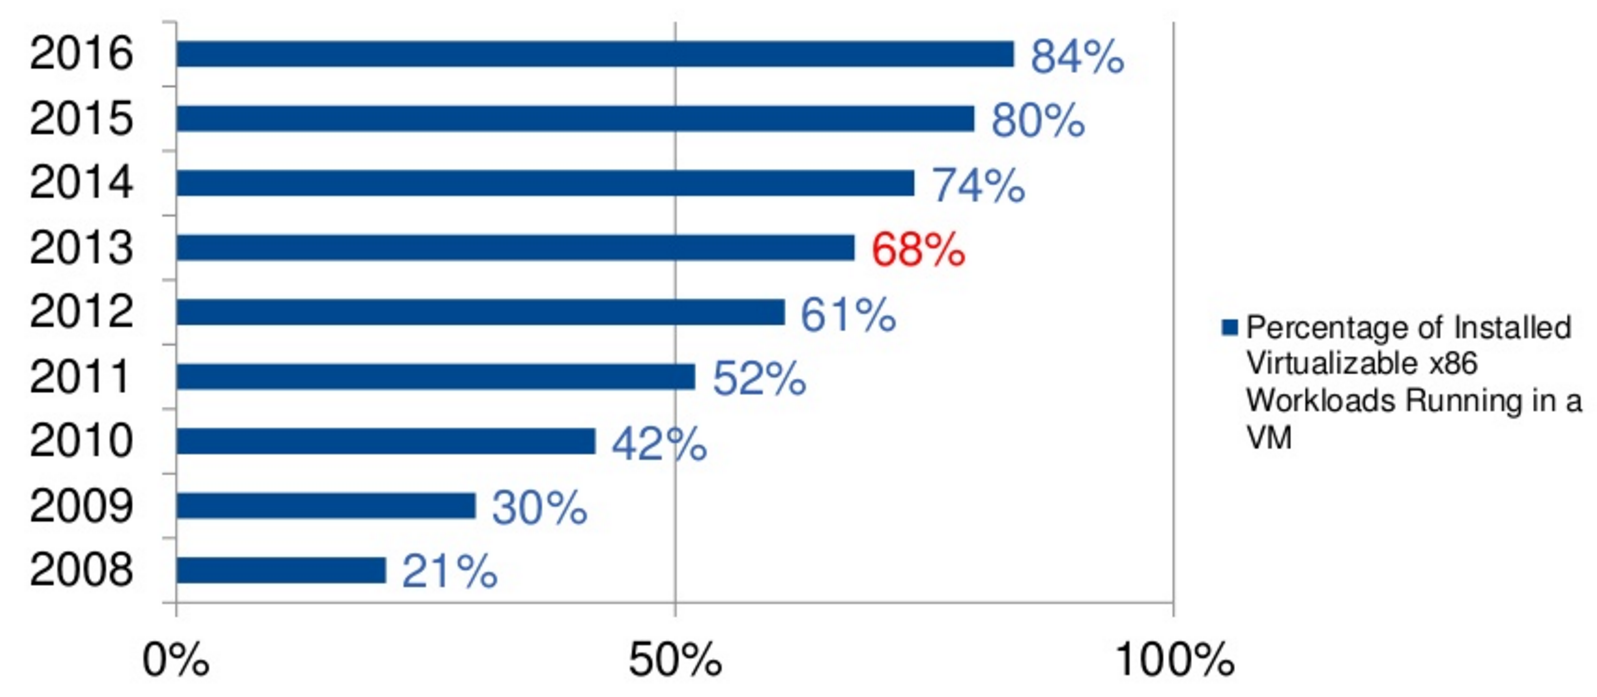 2016 84%
2015 80%
2014 74%
2013 68%
2012 61%
2011 52%
2010 42%
2009 30%
2008 21%
0% 50% 100%
Percentage of Installed
Virtualizable x86
Workloads Running in a
VM